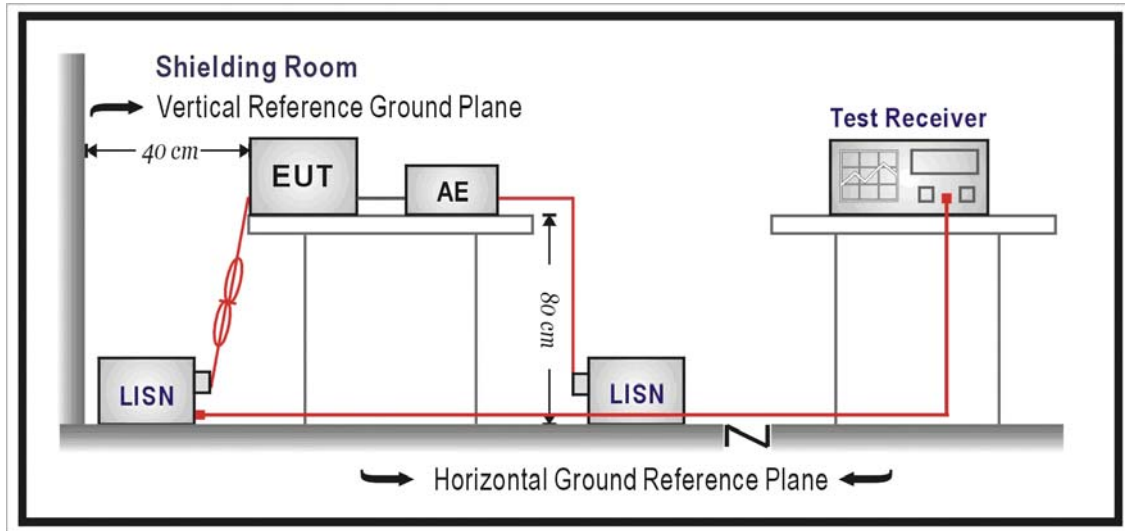 Shielding Room
Vertical Reference Ground Plane
40 cm
EUT
AE
Test Receiver
80 cm
LISN
LISN
Horizontal Ground Reference Plane